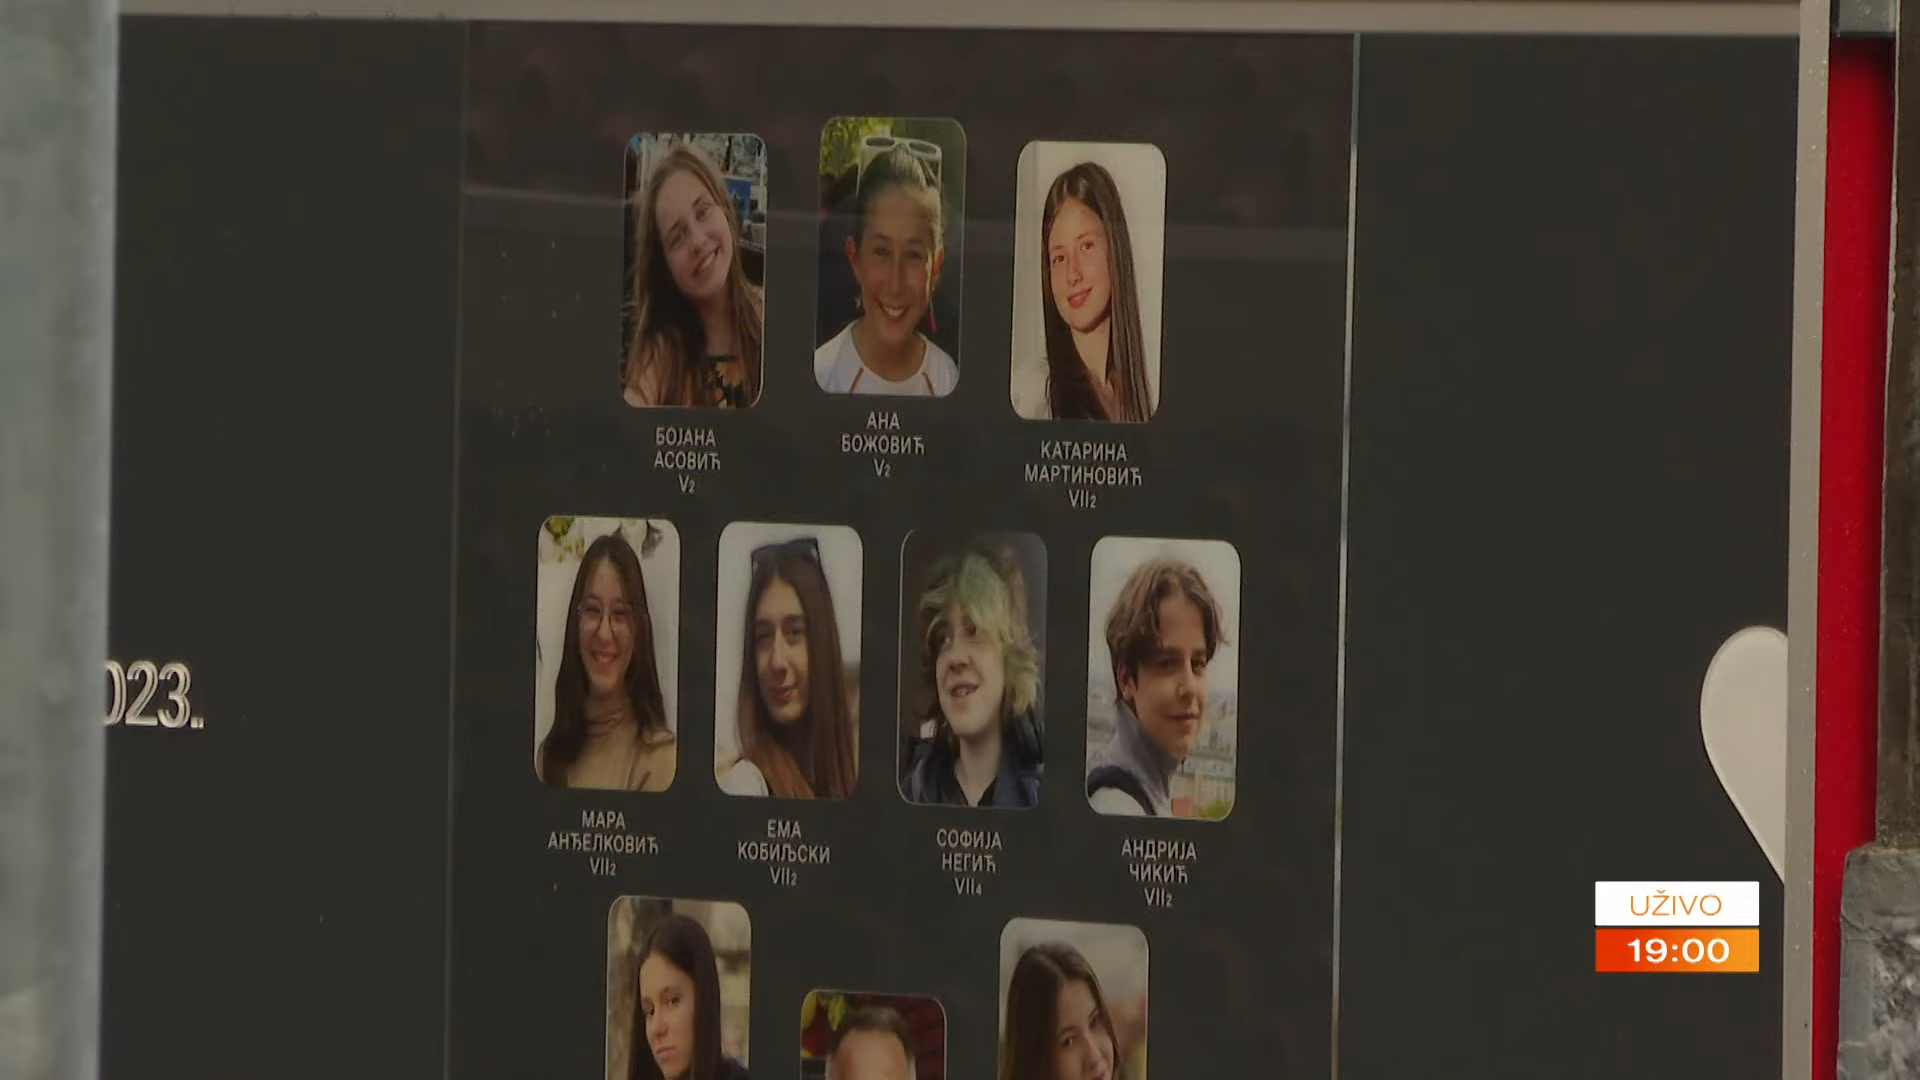 БОЈАНА
АСОВИЋ
V2
АНА
БОЖОВИЋ
V2
КАТАРИНА
МАРТИНОВИЋ
VII2
023.
МАРА
АНЂЕЛКОВИЋ
VII2
ЕМА
КОБИЉСКИ
VII2
СОФИЈА
НЕГИЋ
VII4
АНДРИЈА
ЧИКИЋ
VII2
UŽIVO
19:00